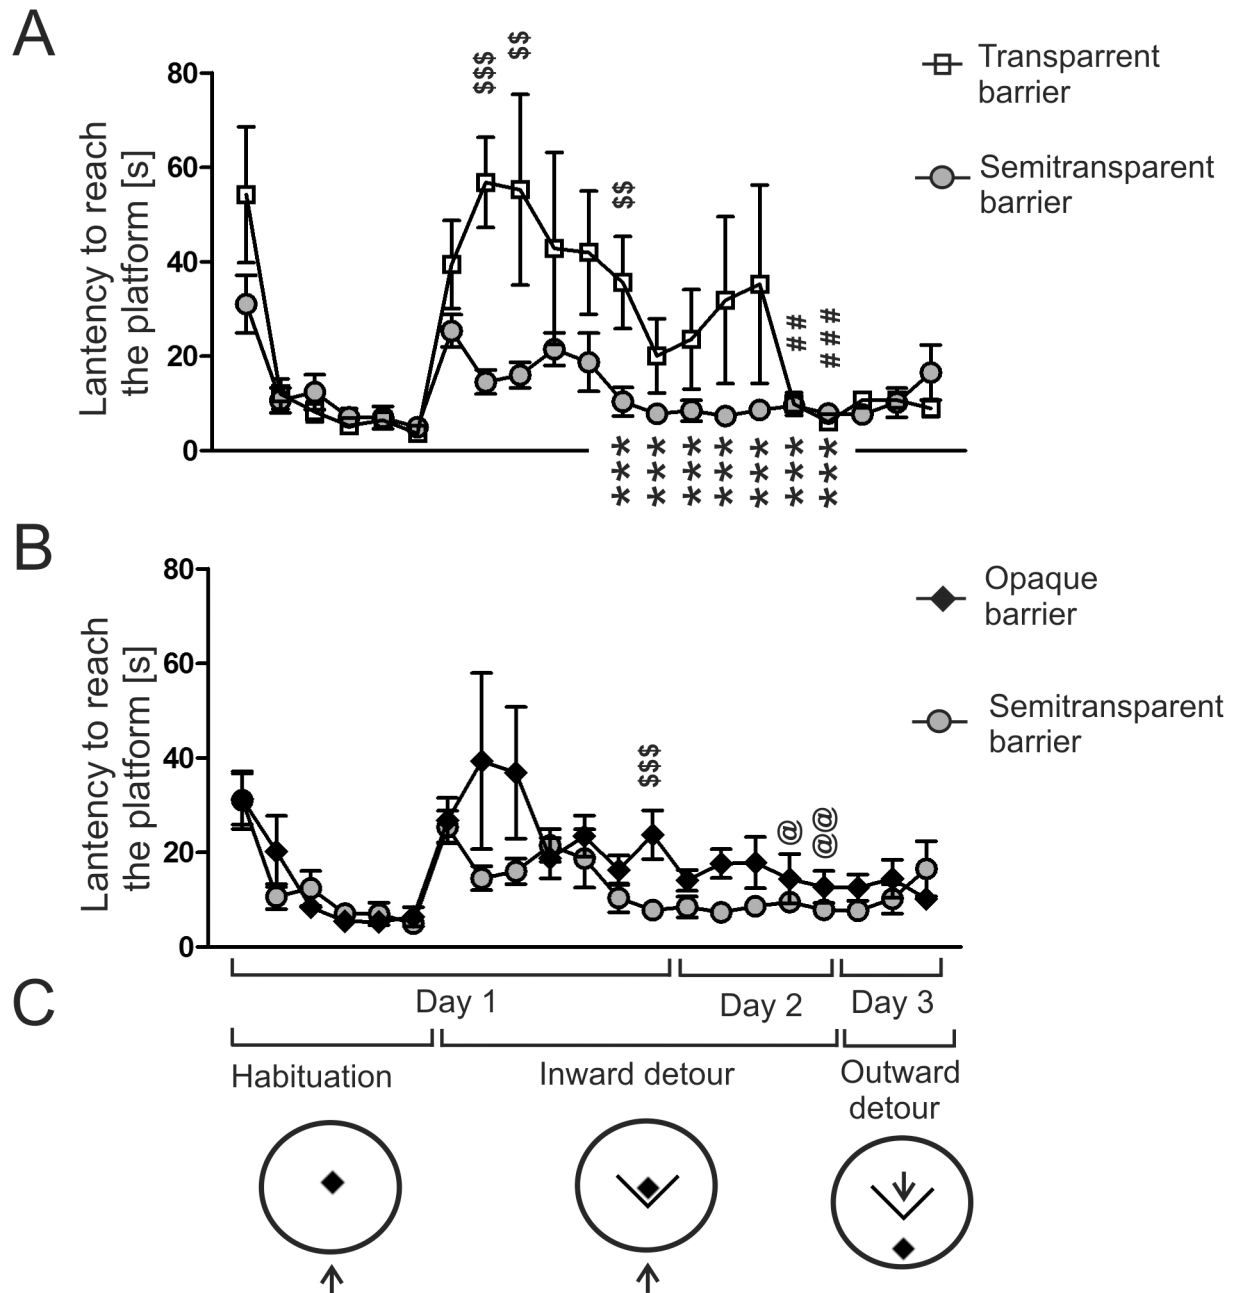 A
Lantency to reach
the platform [s]
80
60
40
20
0
$$$
$$
$$
##
###
***
***
***
***
***
***
***
Transparrent
barrier
Semitransparent
barrier
B
Lantency to reach
the platform [s]
80
60
40
20
0
$$$
@
@@
Opaque
barrier
Semitransparent
barrier
C
Day 1
Day 2
Day 3
Habituation
Inward detour
Outward
detour